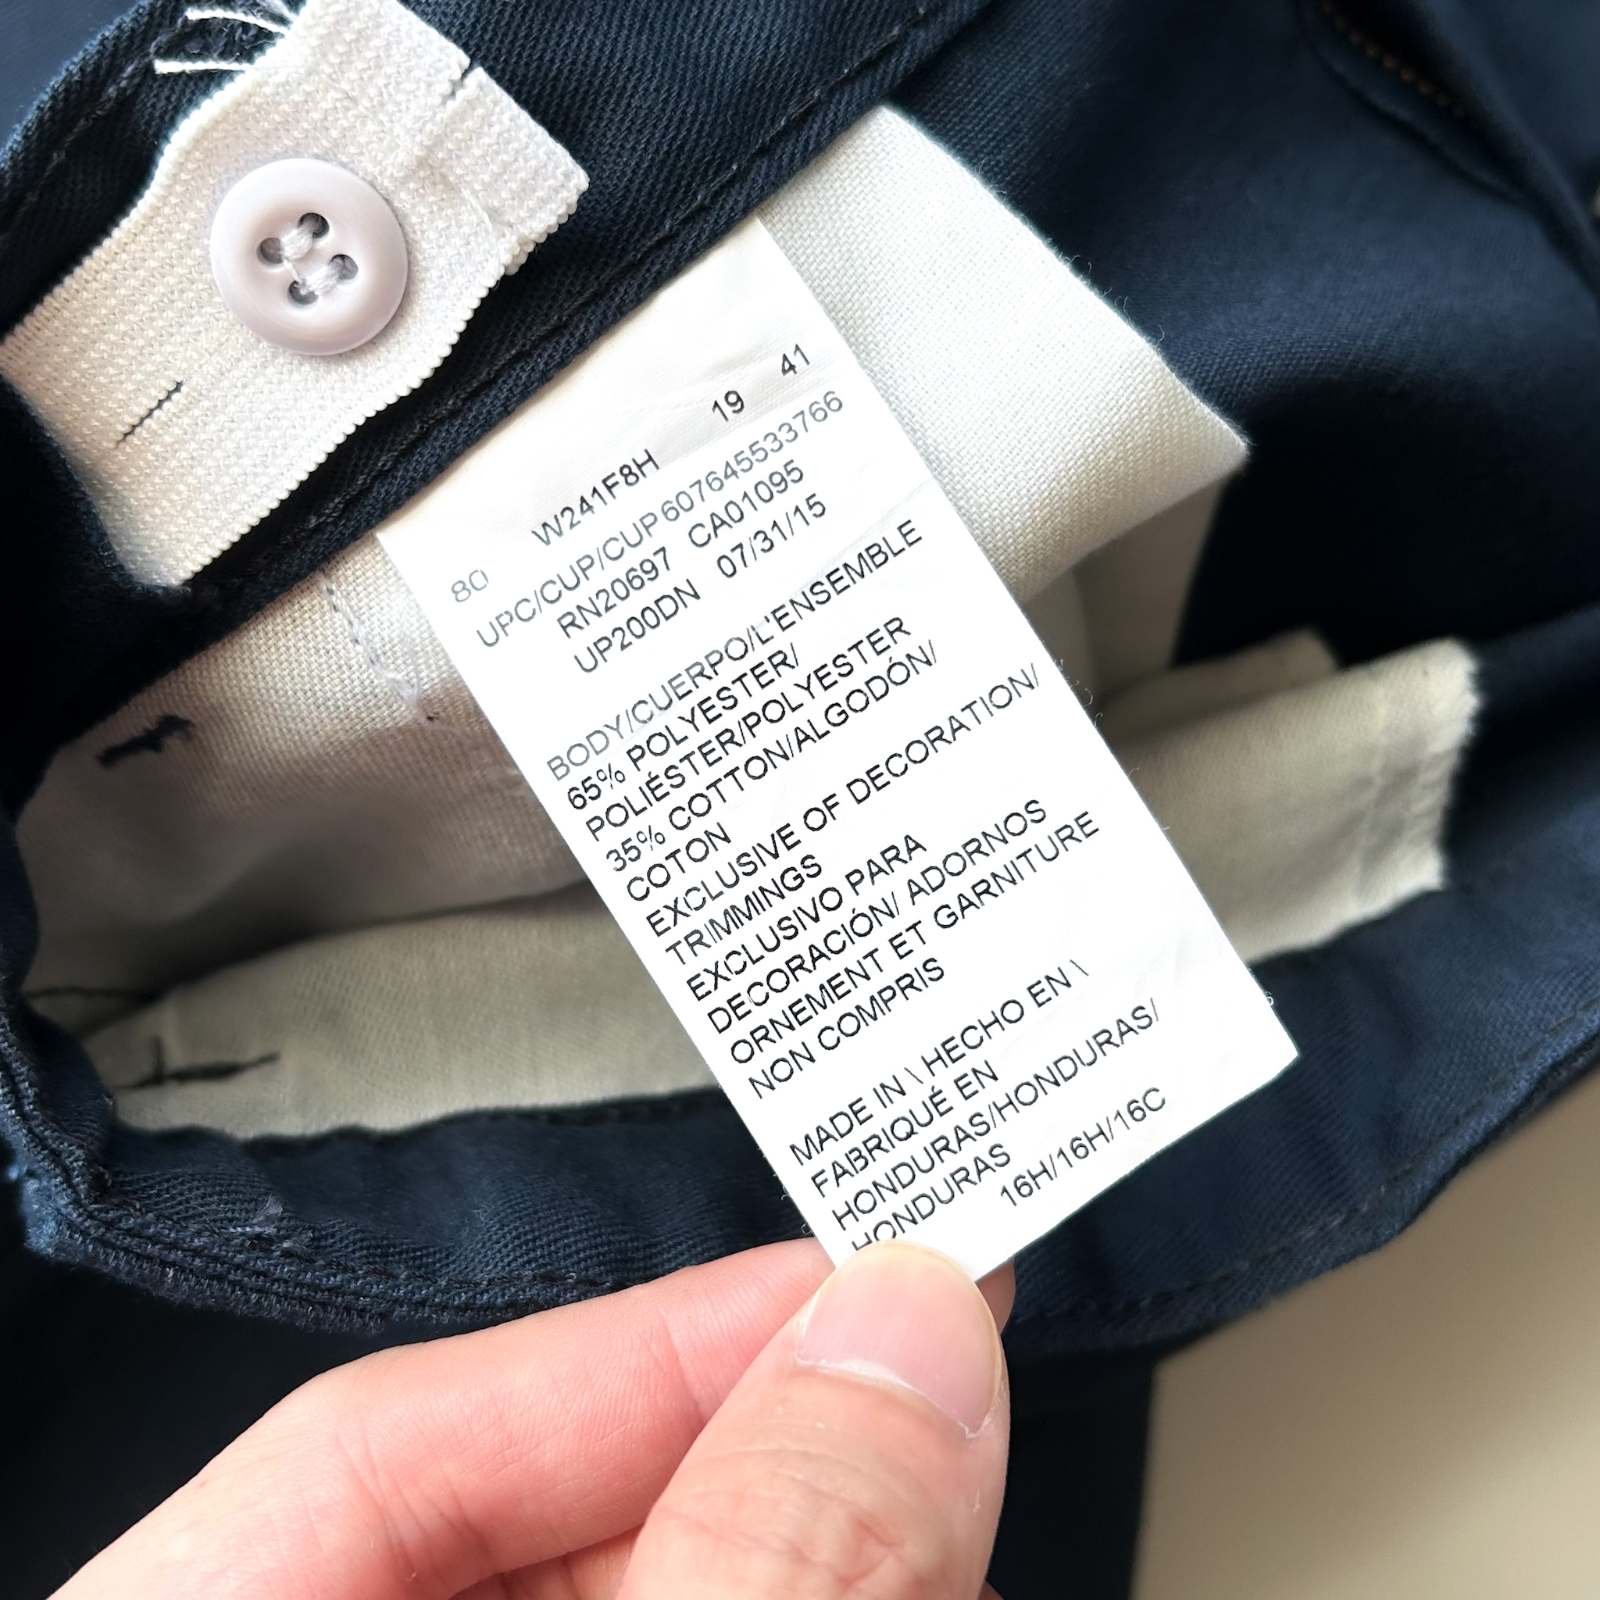 W241F8H 19 41
80 UPC/CUP/CUP 607645533766
RN20697 CA01095
UP200DN 07/31/15
BODY/CUERPO/L'ENSEMBLE
65% POLYESTER/
POLIÉSTER/POLYESTER
35% COTTON/ALGODÓN/
COTON
EXCLUSIVE OF DECORATION/
TRIMMINGS
EXCLUSIVO PARA
DECORACIÓN/ ADORNOS
ORNEMENT ET GARNITURE
NON COMPRIS
MADE IN \ HECHO EN \
FABRIQUÉ EN
HONDURAS/HONDURAS/
HONDURAS
16H/16H/16C